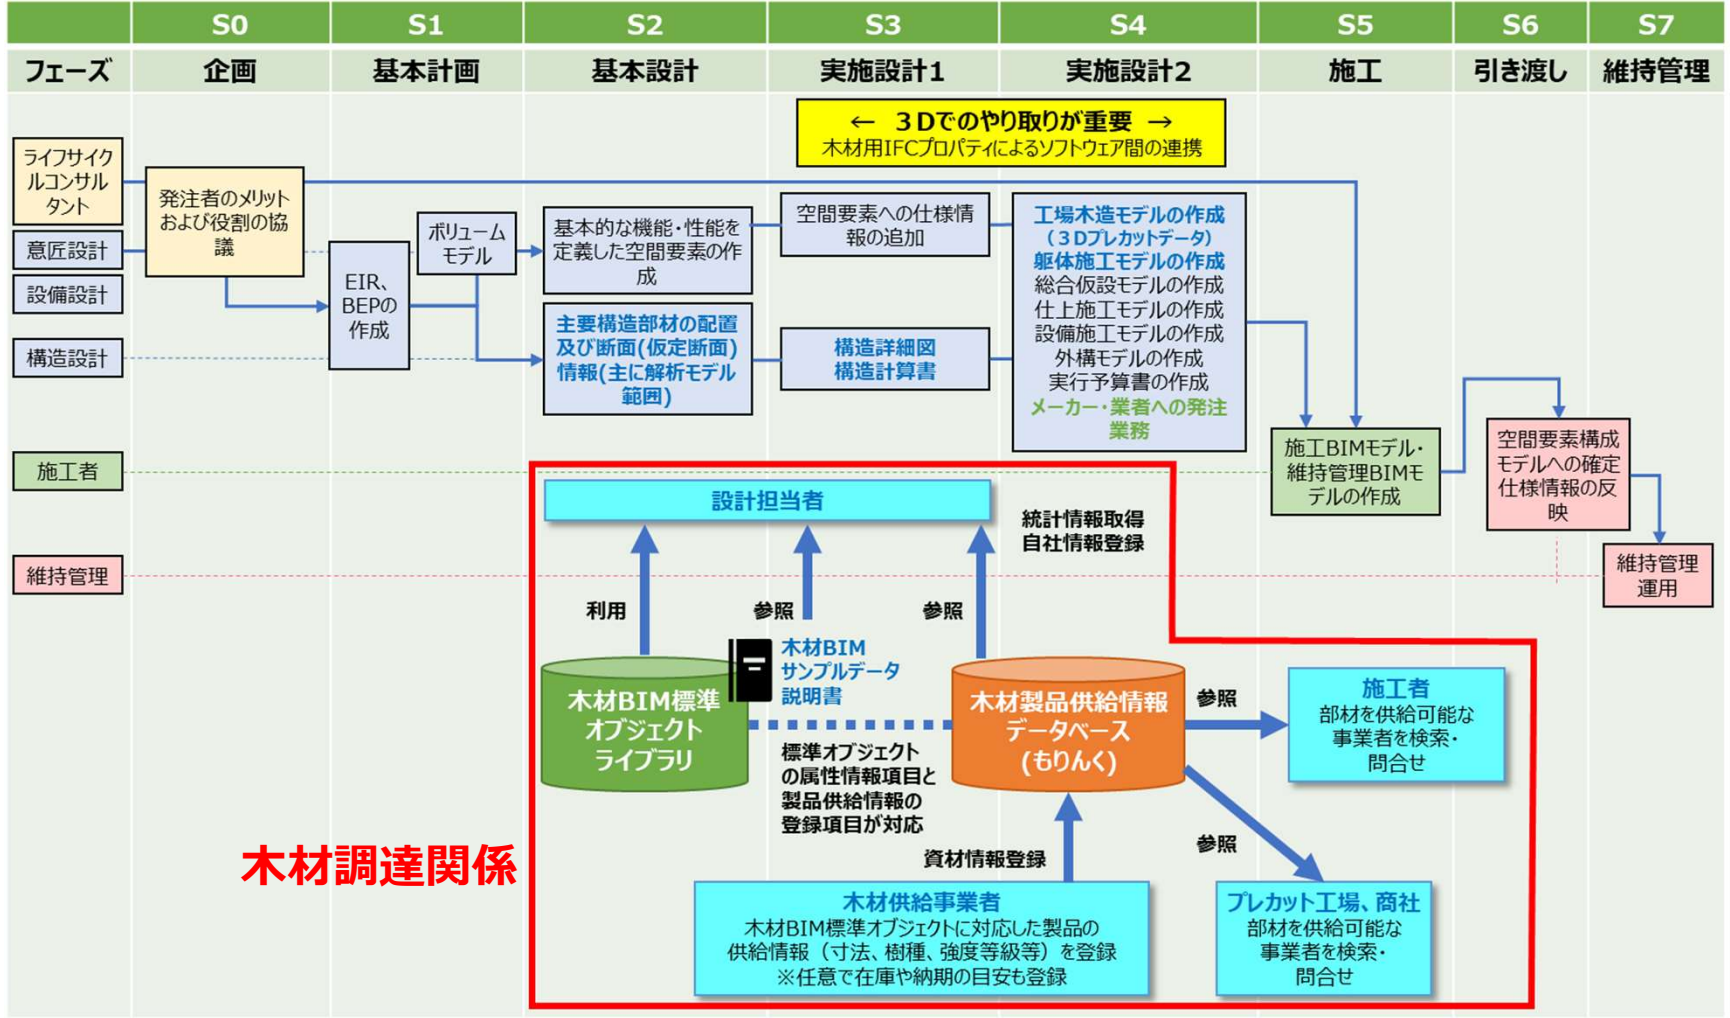 S0 S1 S2 S3 S4 S5 S6 S7
フェーズ 企画 基本計画 基本設計 実施設計1 実施設計2 施工 引き渡し 維持管理
← 3Dでのやり取りが重要 →
木材用IFCプロパティによるソフトウェア間の連携
ライフサイク
ルコンサル
タント
意匠設計
設備設計
構造設計
施工者
維持管理
発注者のメリット
および役割の協
議
EIR、
BEPの
作成
ボリューム
モデル
基本的な機能・性能を
定義した空間要素の作
成
主要構造部材の配置
及び断面(仮定断面)
情報(主に解析モデル
範囲)
空間要素への仕様情
報の追加
構造詳細図
構造計算書
工場木造モデルの作成
(3Dプレカットデータ)
躯体施工モデルの作成
総合仮設モデルの作成
仕上施工モデルの作成
設備施工モデルの作成
外構モデルの作成
実行予算書の作成
メーカー・業者への発注
業務
施工BIMモデル・
維持管理BIMモ
デルの作成
空間要素構成
モデルへの確定
仕様情報の反
映
維持管理
運用
設計担当者
統計情報取得
自社情報登録
利用
参照
参照
木材BIM
サンプルデータ
説明書
木材BIM標準
オブジェクト
ライブラリ
標準オブジェクト
の属性情報項目と
製品供給情報の
登録項目が対応
木材製品供給情報
データベース
(もりんく)
参照
施工者
部材を供給可能な
事業者を検索・
問合せ
参照
プレカット工場、商社
部材を供給可能な
事業者を検索・
問合せ
資材情報登録
木材供給事業者
木材BIM標準オブジェクトに対応した製品の
供給情報（寸法、樹種、強度等級等）を登録
※任意で在庫や納期の目安も登録
木材調達関係